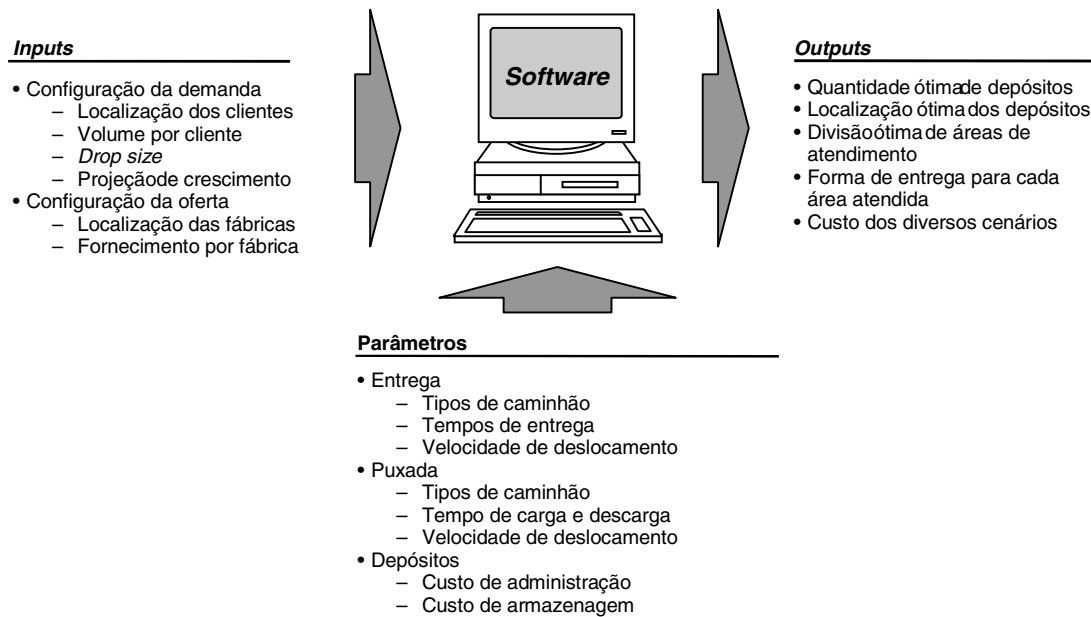 Inputs
• Configuração da demanda
– Localização dos clientes
– Volume por cliente
– Drop size
– Projeçãode crescimento
• Configuração da oferta
– Localização das fábricas
– Fornecimento por fábrica
Software
Outputs
• Quantidade ótimade depósitos
• Localização ótimados depósitos
• Divisãoótima de áreas de
atendimento
• Forma de entrega para cada
área atendida
• Custo dos diversos cenários
Parâmetros
• Entrega
– Tipos de caminhão
– Tempos de entrega
– Velocidade de deslocamento
• Puxada
– Tipos de caminhão
– Tempo de carga e descarga
– Velocidade de deslocamento
• Depósitos
– Custo de administração
– Custo de armazenagem